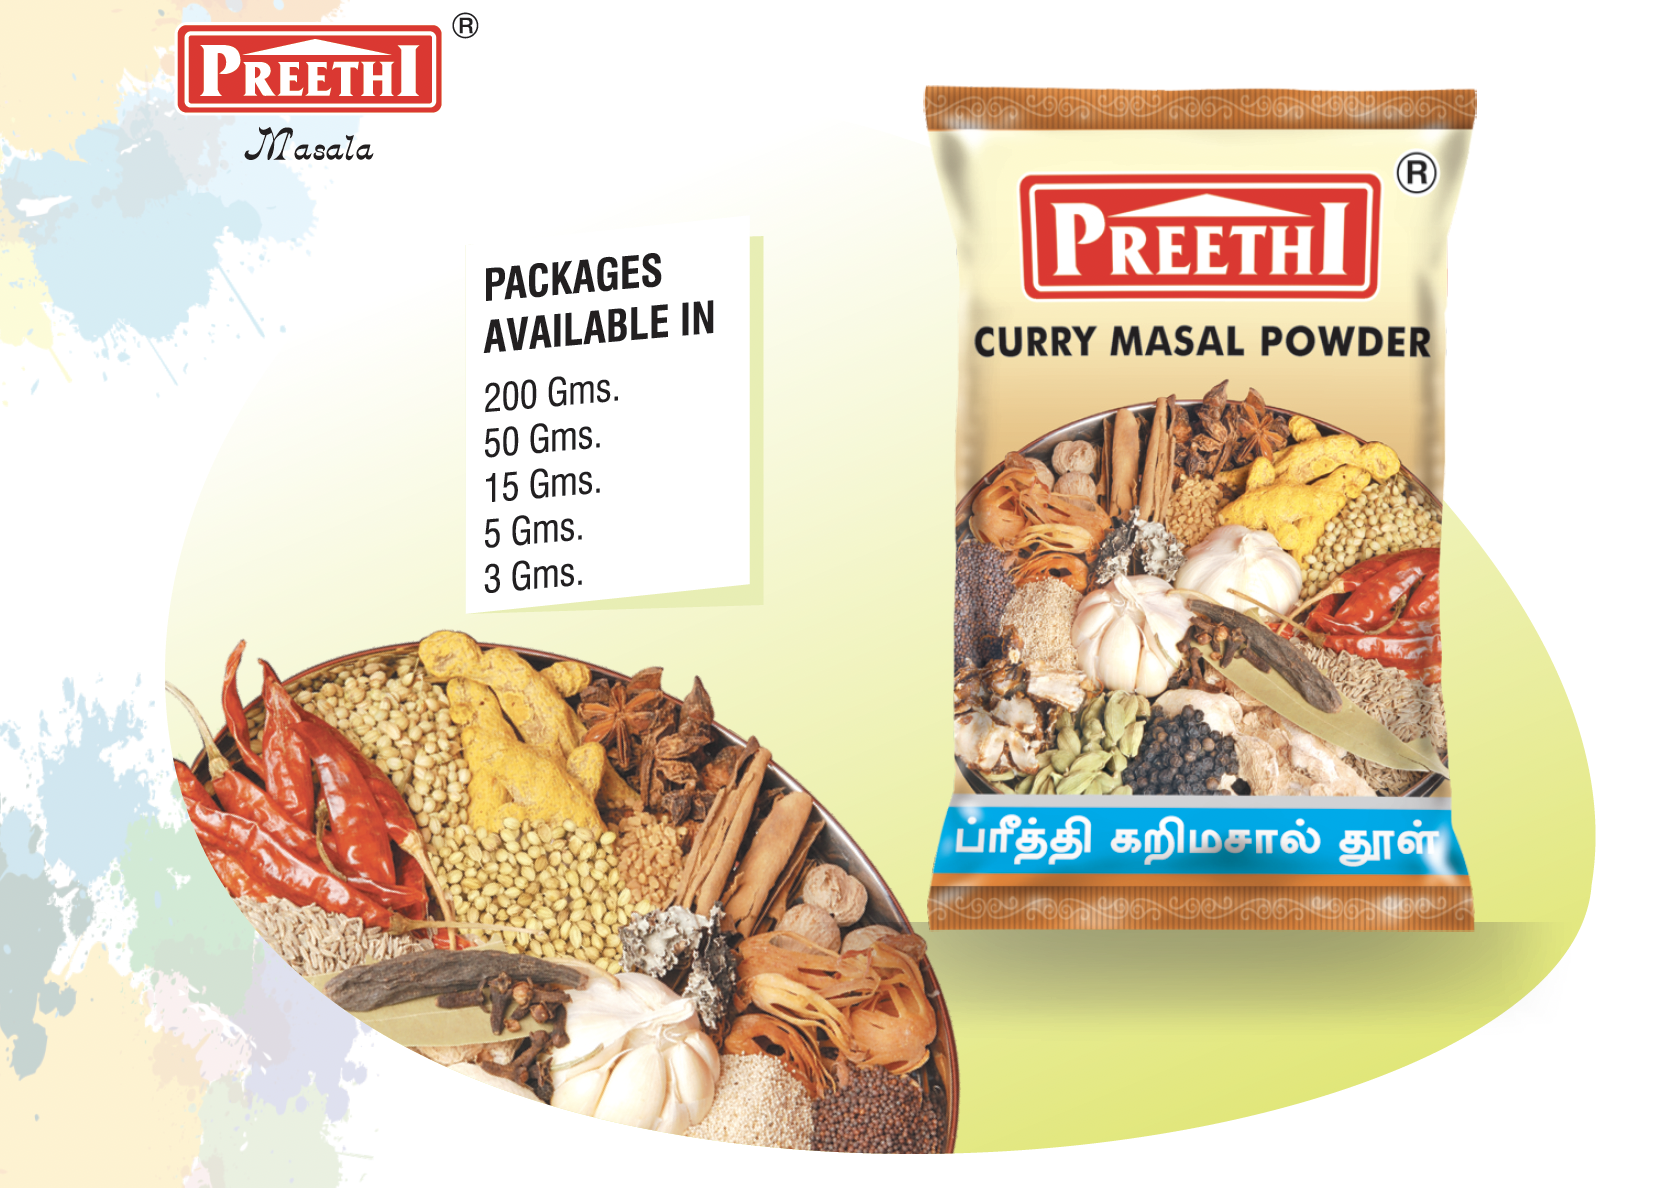 PREETHI ®
Masala
PACKAGES
AVAILABLE IN
200 Gms.
50 Gms.
15 Gms.
5 Gms.
3 Gms.
PREETHI ®
CURRY MASAL POWDER
ப்ரீத்தி கறிமசால் தூள்